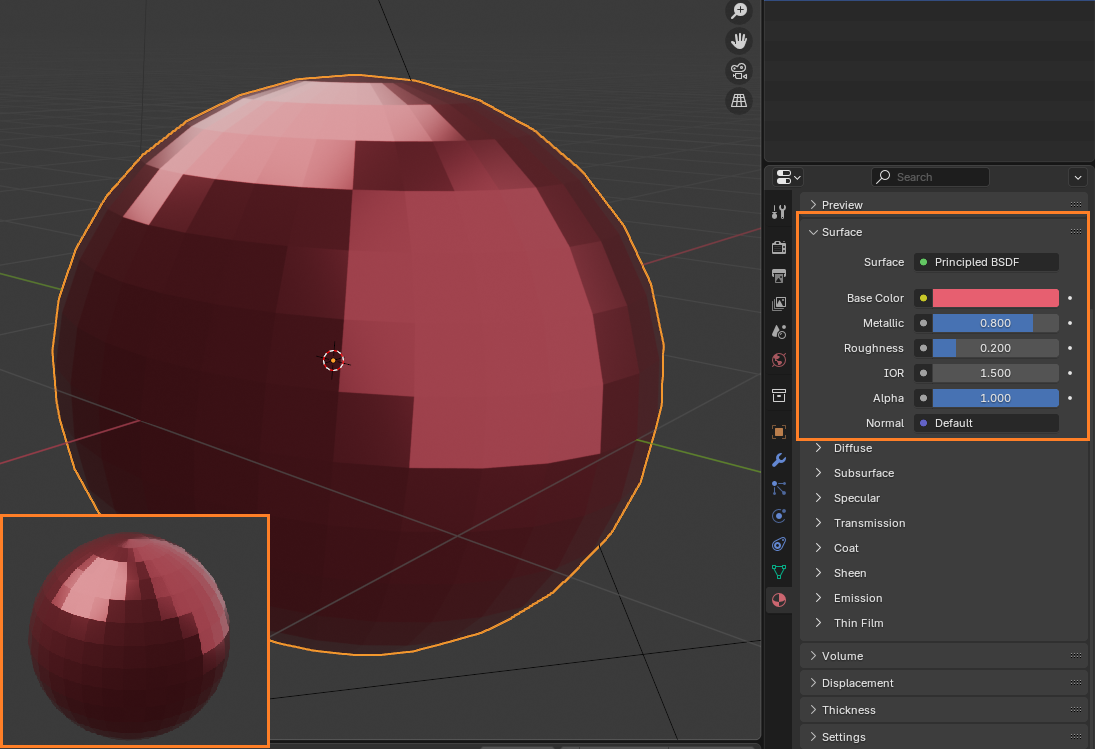 Search
Preview
Surface
Surface Principled BSDF
Base Color
Metallic 0.800
Roughness 0.200
IOR 1.500
Alpha 1.000
Normal Default
Diffuse
Subsurface
Specular
Transmission
Coat
Sheen
Emission
Thin Film
Volume
Displacement
Thickness
Settings